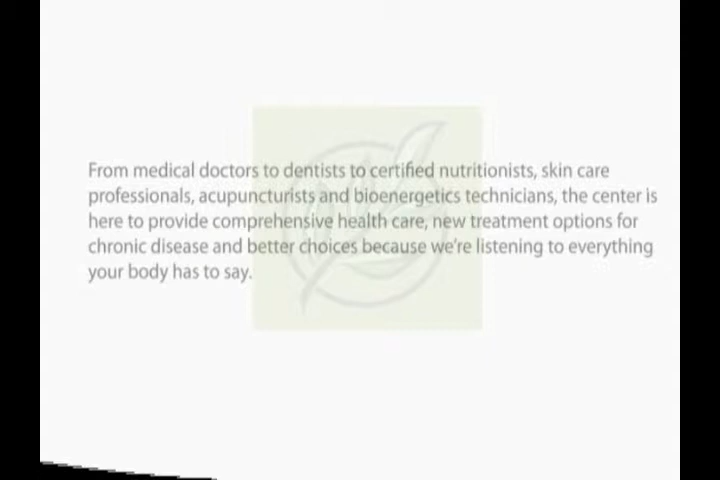 From medical doctors to dentists to certified nutritionists, skin care
professionals, acupuncturists and bioenergetics technicians, the center is
here to provide comprehensive health care, new treatment options for
chronic disease and better choices because we're listening to everything
your body has to say.